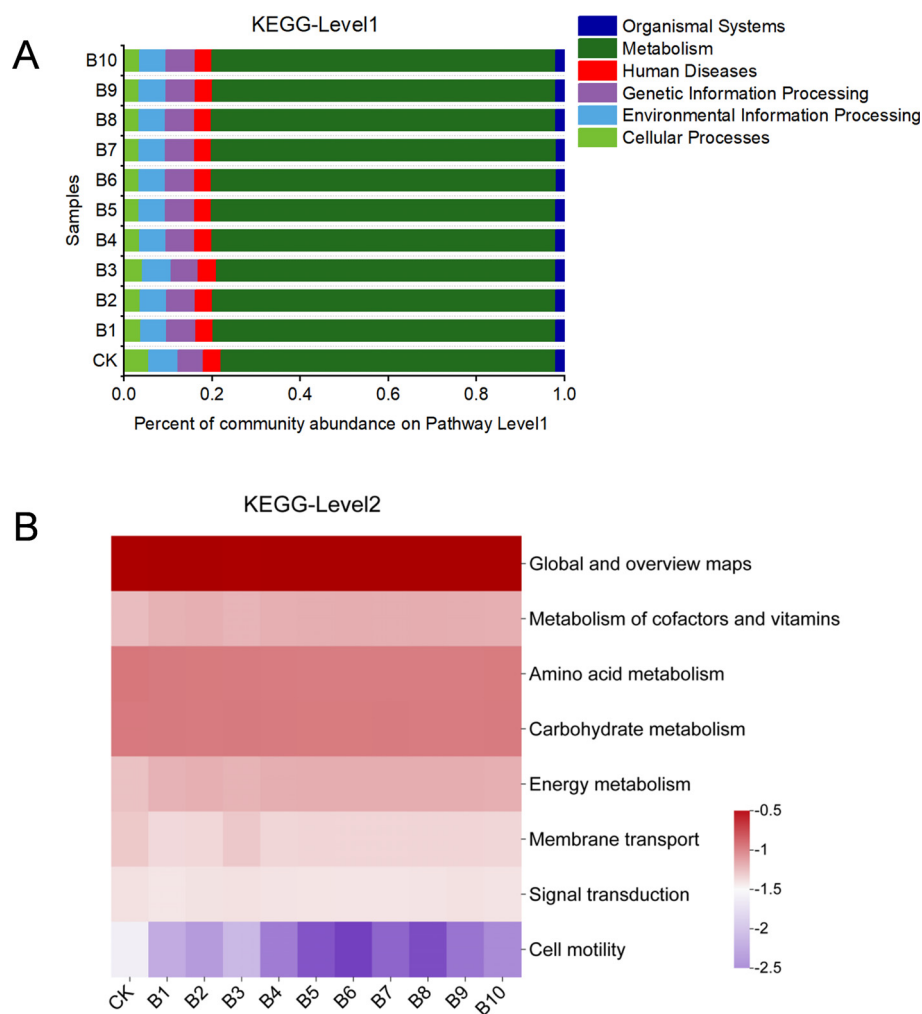 A
KEGG-Level1
Organismal Systems
Metabolism
Human Diseases
Genetic Information Processing
Environmental Information Processing
Cellular Processes
Samples
B10
B9
B8
B7
B6
B5
B4
B3
B2
B1
CK
0.0 0.2 0.4 0.6 0.8 1.0
Percent of community abundance on Pathway Level1
B
KEGG-Level2
Global and overview maps
Metabolism of cofactors and vitamins
Amino acid metabolism
Carbohydrate metabolism
Energy metabolism
Membrane transport
Signal transduction
Cell motility
-0.5
-1
-1.5
-2
-2.5
CK B1 B2 B3 B4 B5 B6 B7 B8 B9 B10